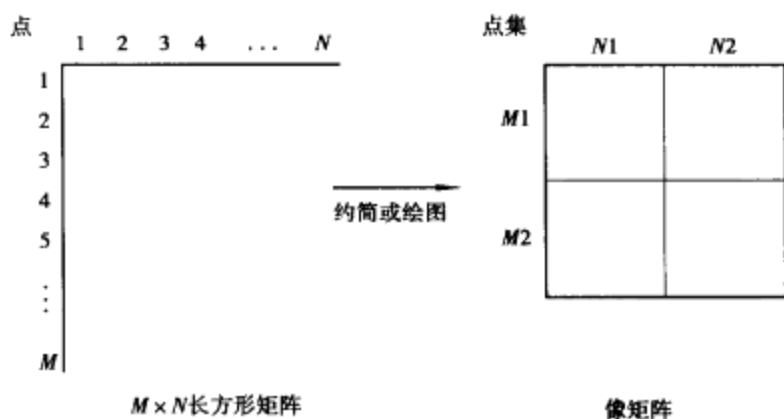 点
1 2 3 4 ... N
1
2
3
4
5
⋮
M
M × N长方形矩阵
约简或绘图
点集
N1 N2
M1
M2
像矩阵